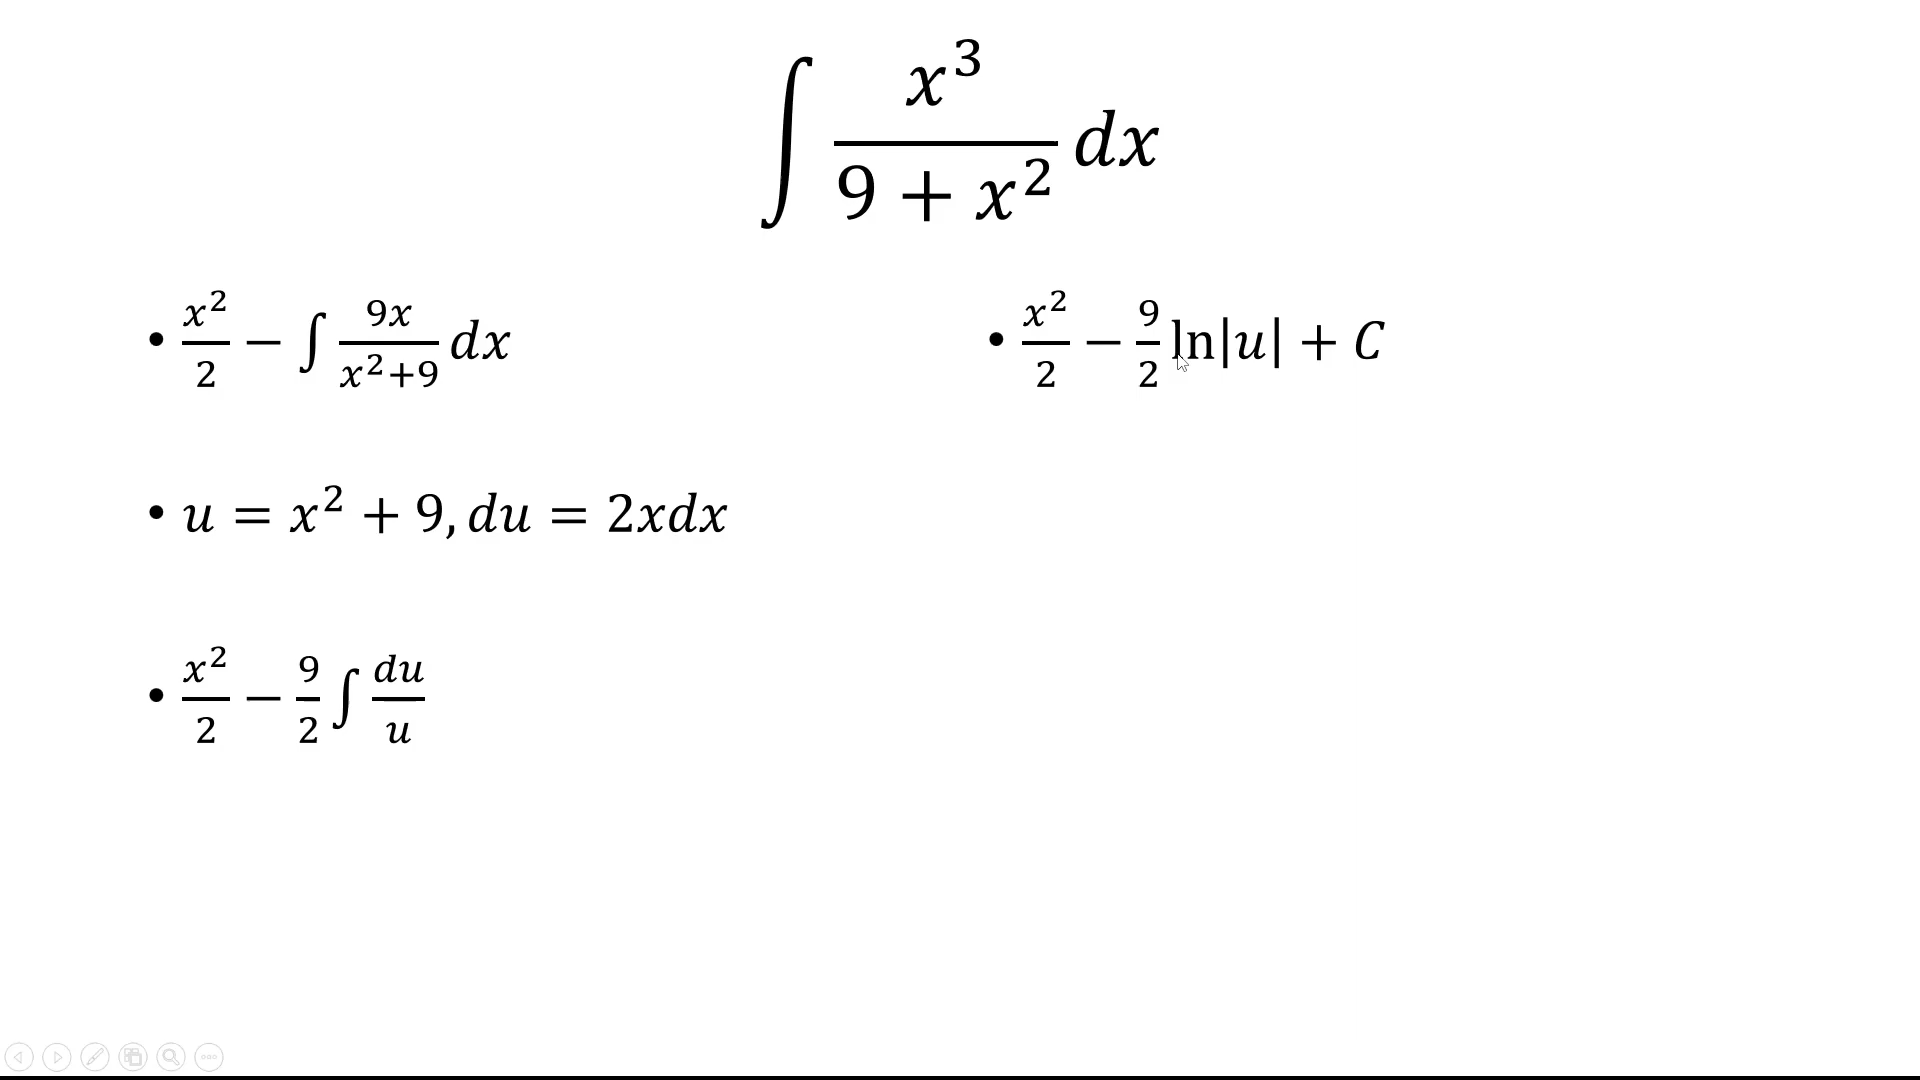 ∫ x³/(9 + x²) dx
• x²/2 − ∫ 9x/(x²+9) dx
• u = x² + 9, du = 2xdx
• x²/2 − 9/2 ∫ du/u
• x²/2 − 9/2 ln|u| + C